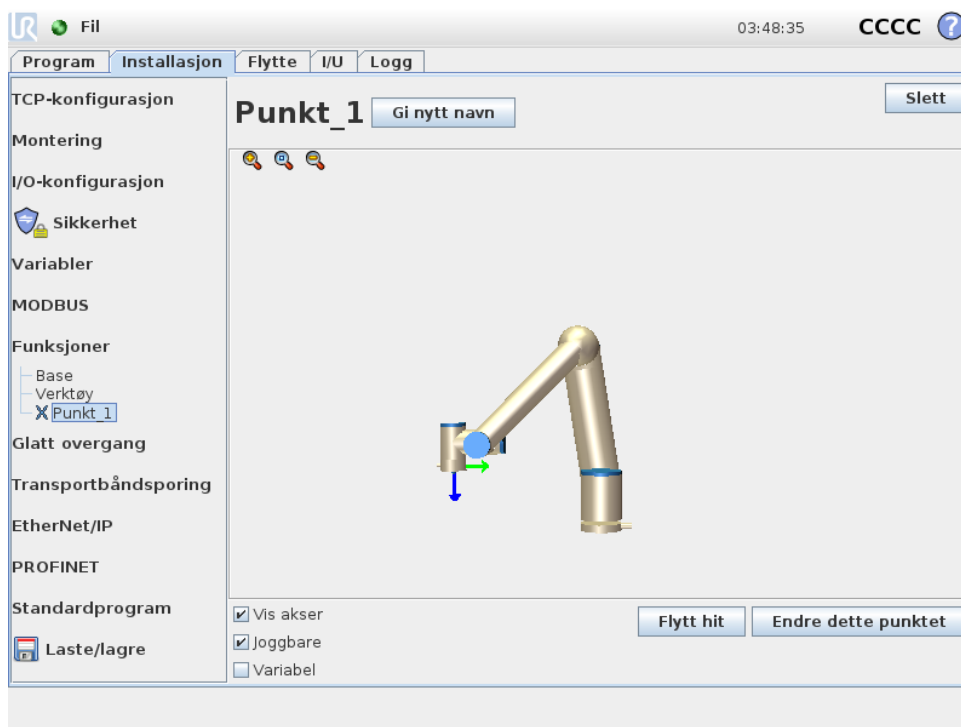 UR Fil 03:48:35 CCCC ?
Program Installasjon Flytte I/U Logg
TCP-konfigurasjon
Montering
I/O-konfigurasjon
Sikkerhet
Variabler
MODBUS
Funksjoner
Base
Verktøy
Punkt_1
Glatt overgang
Transportbåndsporing
EtherNet/IP
PROFINET
Standardprogram
Laste/lagre
Punkt_1 Gi nytt navn Slett
Vis akser
Joggbare
Variabel
Flytt hit Endre dette punktet